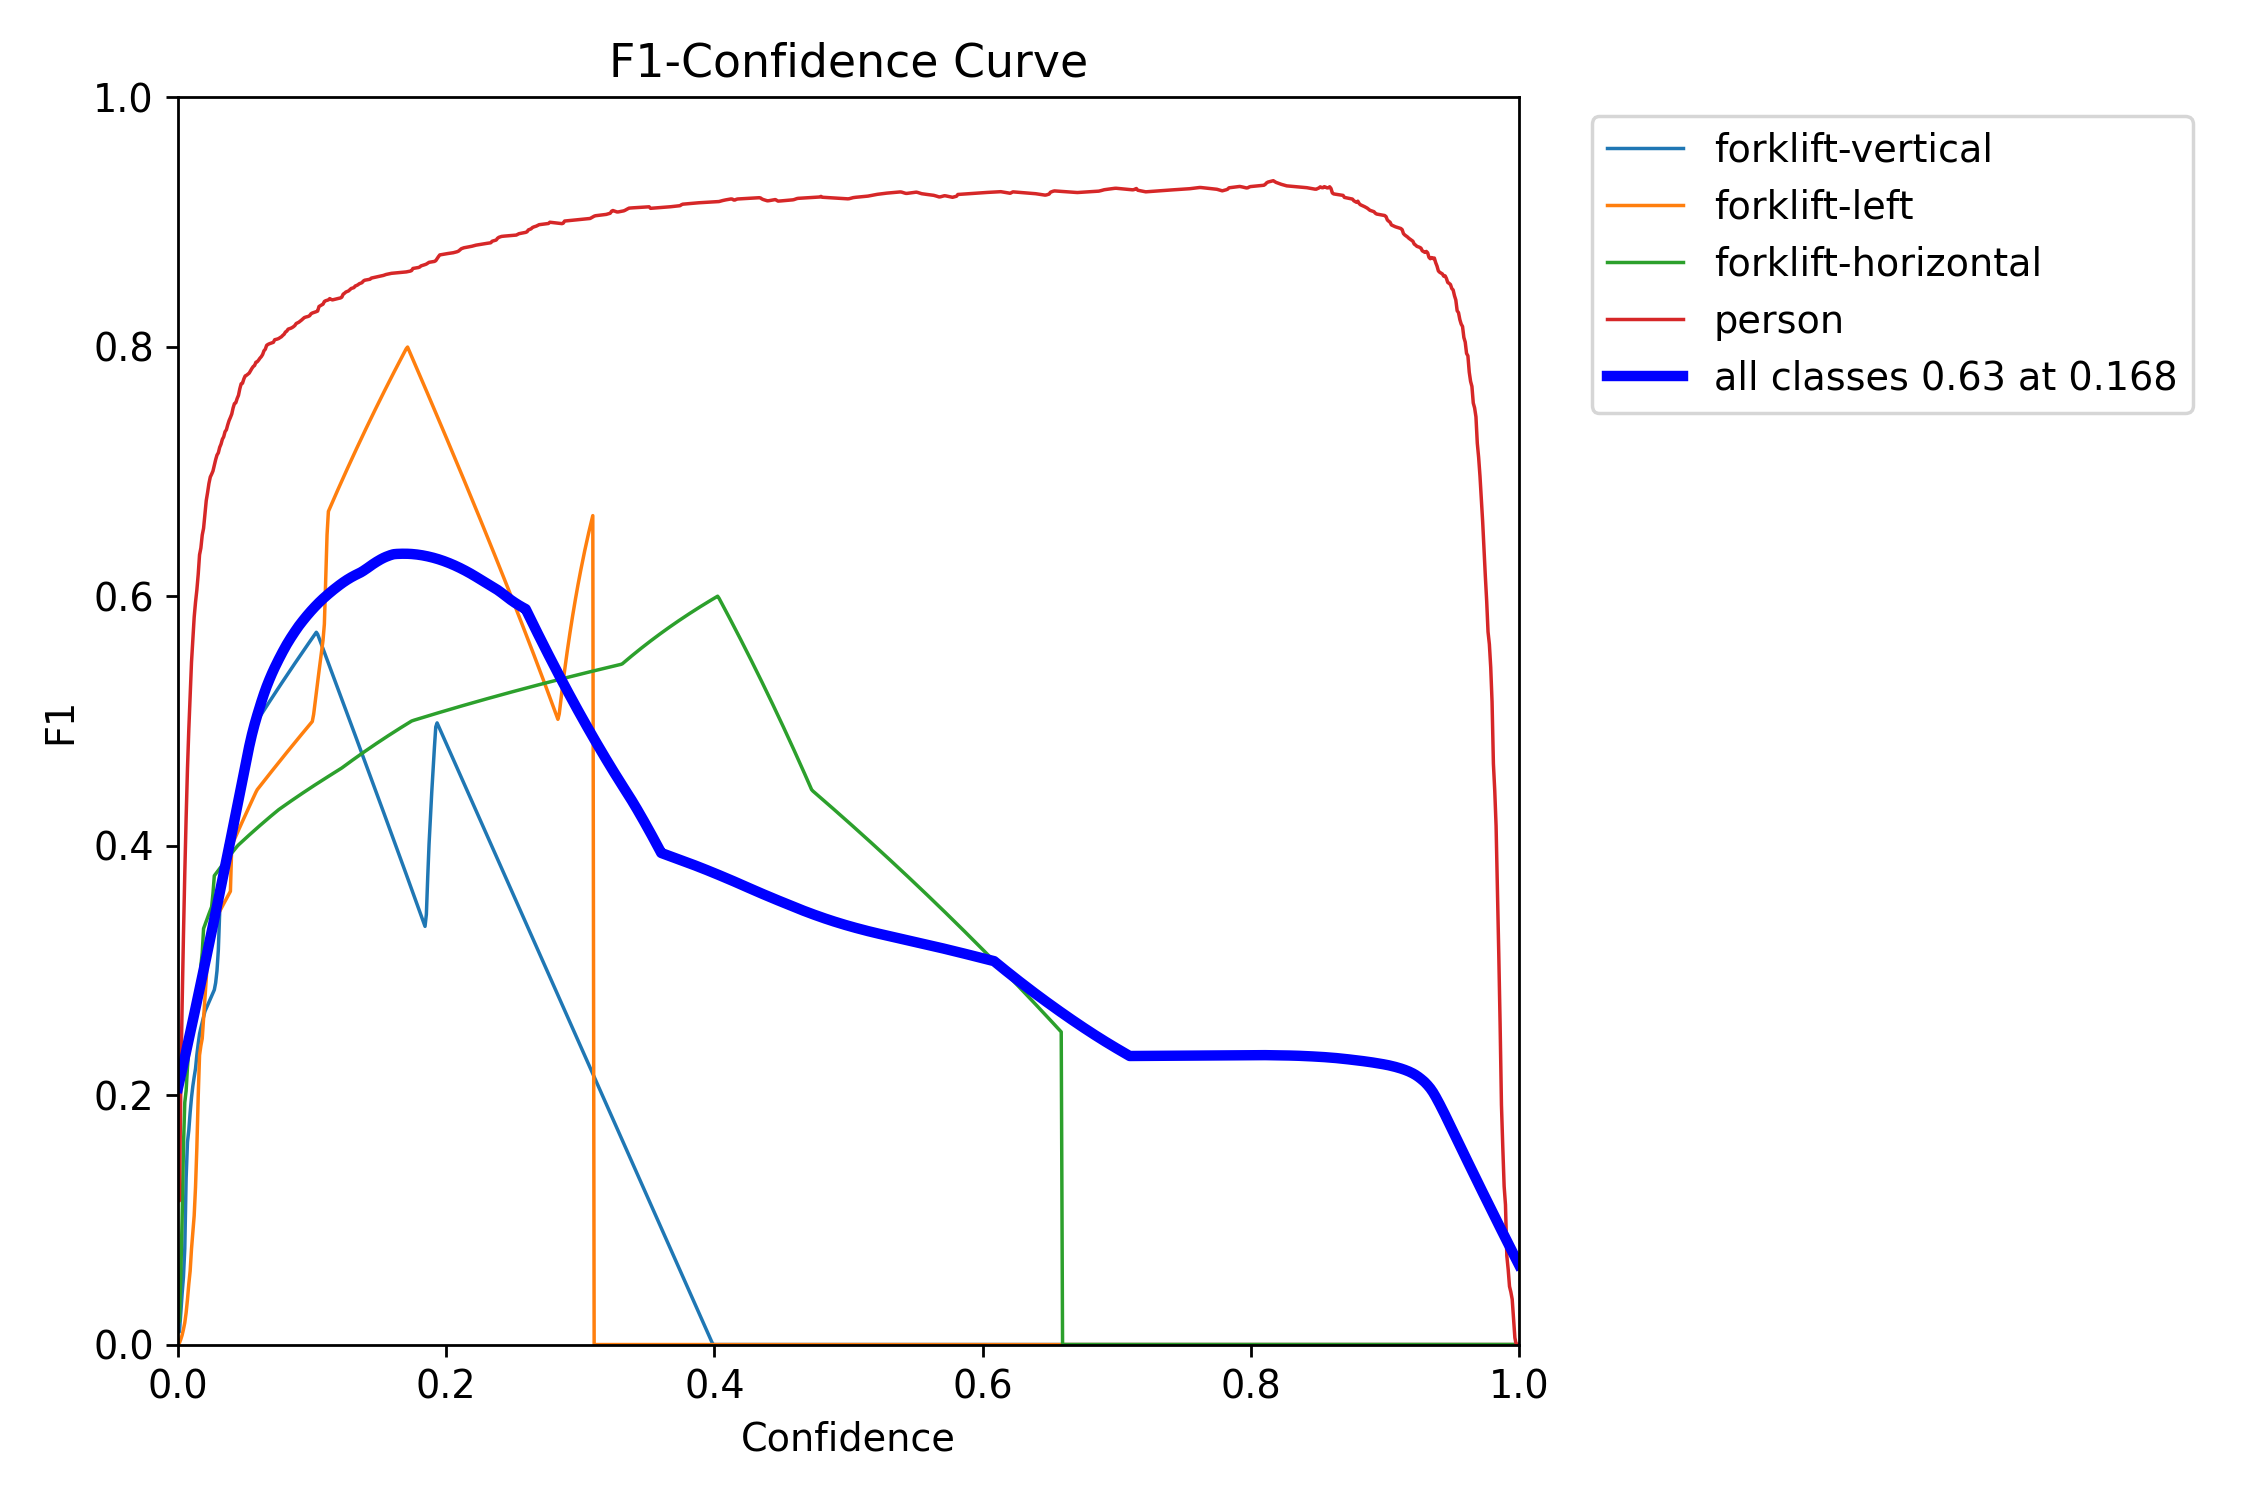 F1-Confidence Curve
1.0
0.8
0.6
0.4
0.2
0.0
F1
0.0 0.2 0.4 0.6 0.8 1.0
Confidence
forklift-vertical
forklift-left
forklift-horizontal
person
all classes 0.63 at 0.168